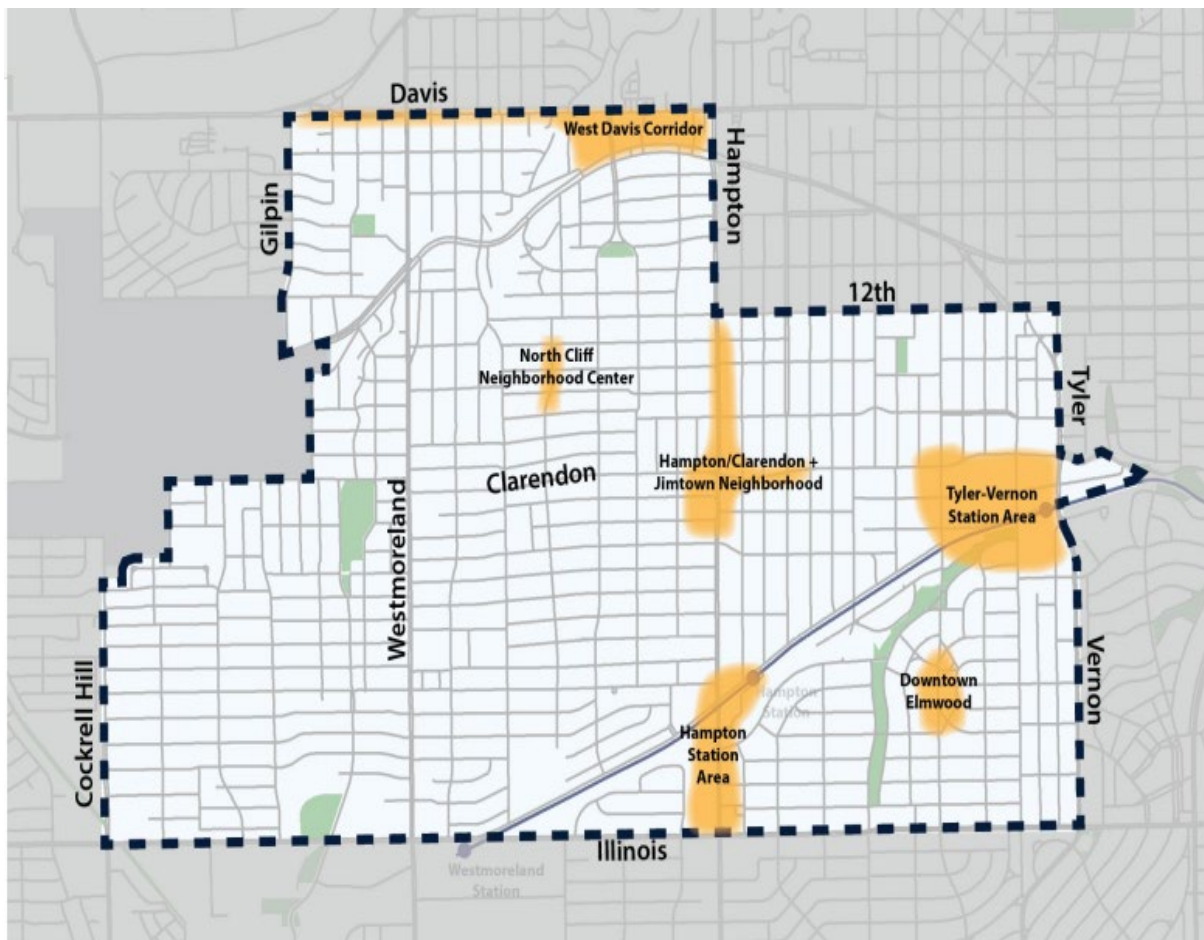 Davis
West Davis Corridor
Hampton
Gilpin
12th
North Cliff
Neighborhood Center
Tyler
Hampton/Clarendon +
Jimtown Neighborhood
Clarendon
Westmoreland
Tyler-Vernon
Station Area
Cockrell Hill
Vernon
Downtown
Elmwood
Hampton
Station
Hampton
Station
Area
Illinois
Westmoreland
Station